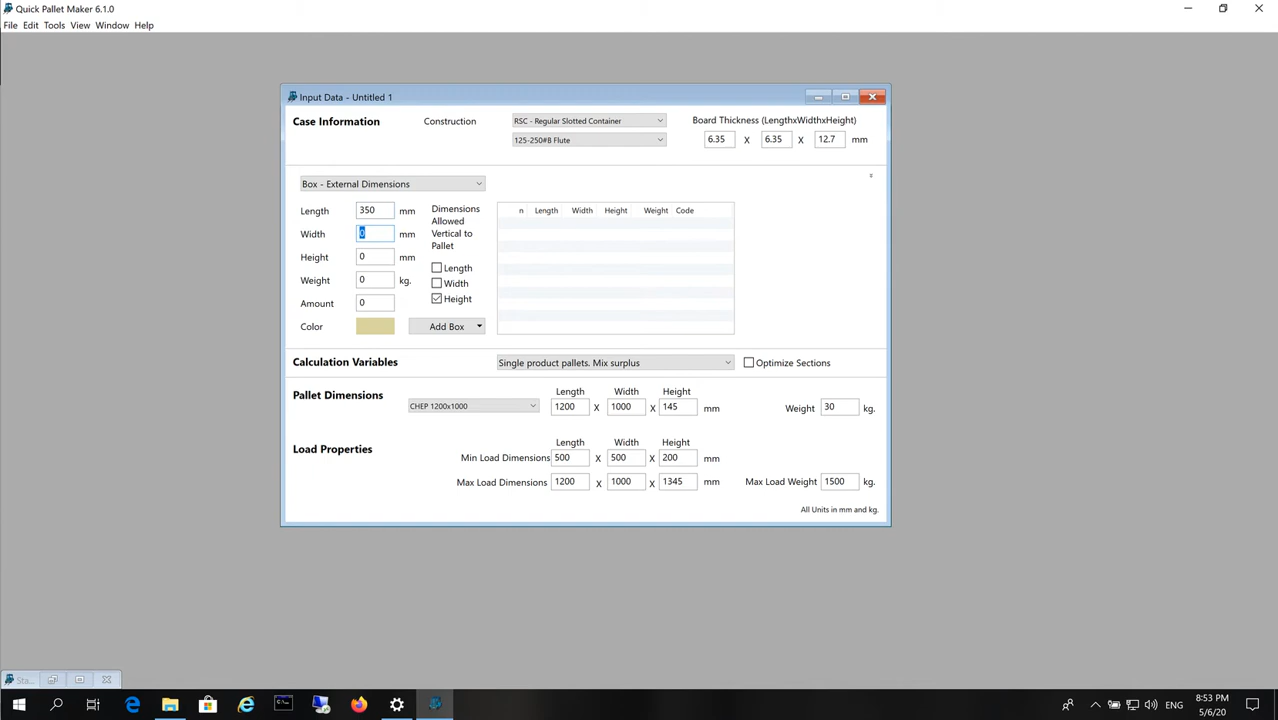 Quick Pallet Maker 6.1.0
File Edit Tools View Window Help
Input Data - Untitled 1
Case Information
Construction
RSC - Regular Slotted Container
125-250#B Flute
Board Thickness (LengthxWidthxHeight)
6.35 X 6.35 X 12.7 mm
Box - External Dimensions
Length 350 mm
Width 0 mm
Height 0 mm
Weight 0 kg.
Amount 0
Color
Dimensions
Allowed
Vertical to
Pallet
Length
Width
Height
Add Box
n Length Width Height Weight Code
Calculation Variables
Single product pallets. Mix surplus
Optimize Sections
Pallet Dimensions
CHEP 1200x1000
Length Width Height
1200 X 1000 X 145 mm
Weight 30 kg.
Load Properties
Length Width Height
Min Load Dimensions 500 X 500 X 200 mm
Max Load Dimensions 1200 X 1000 X 1345 mm
Max Load Weight 1500 kg.
All Units in mm and kg.
Sta...
ENG
8:53 PM
5/6/20